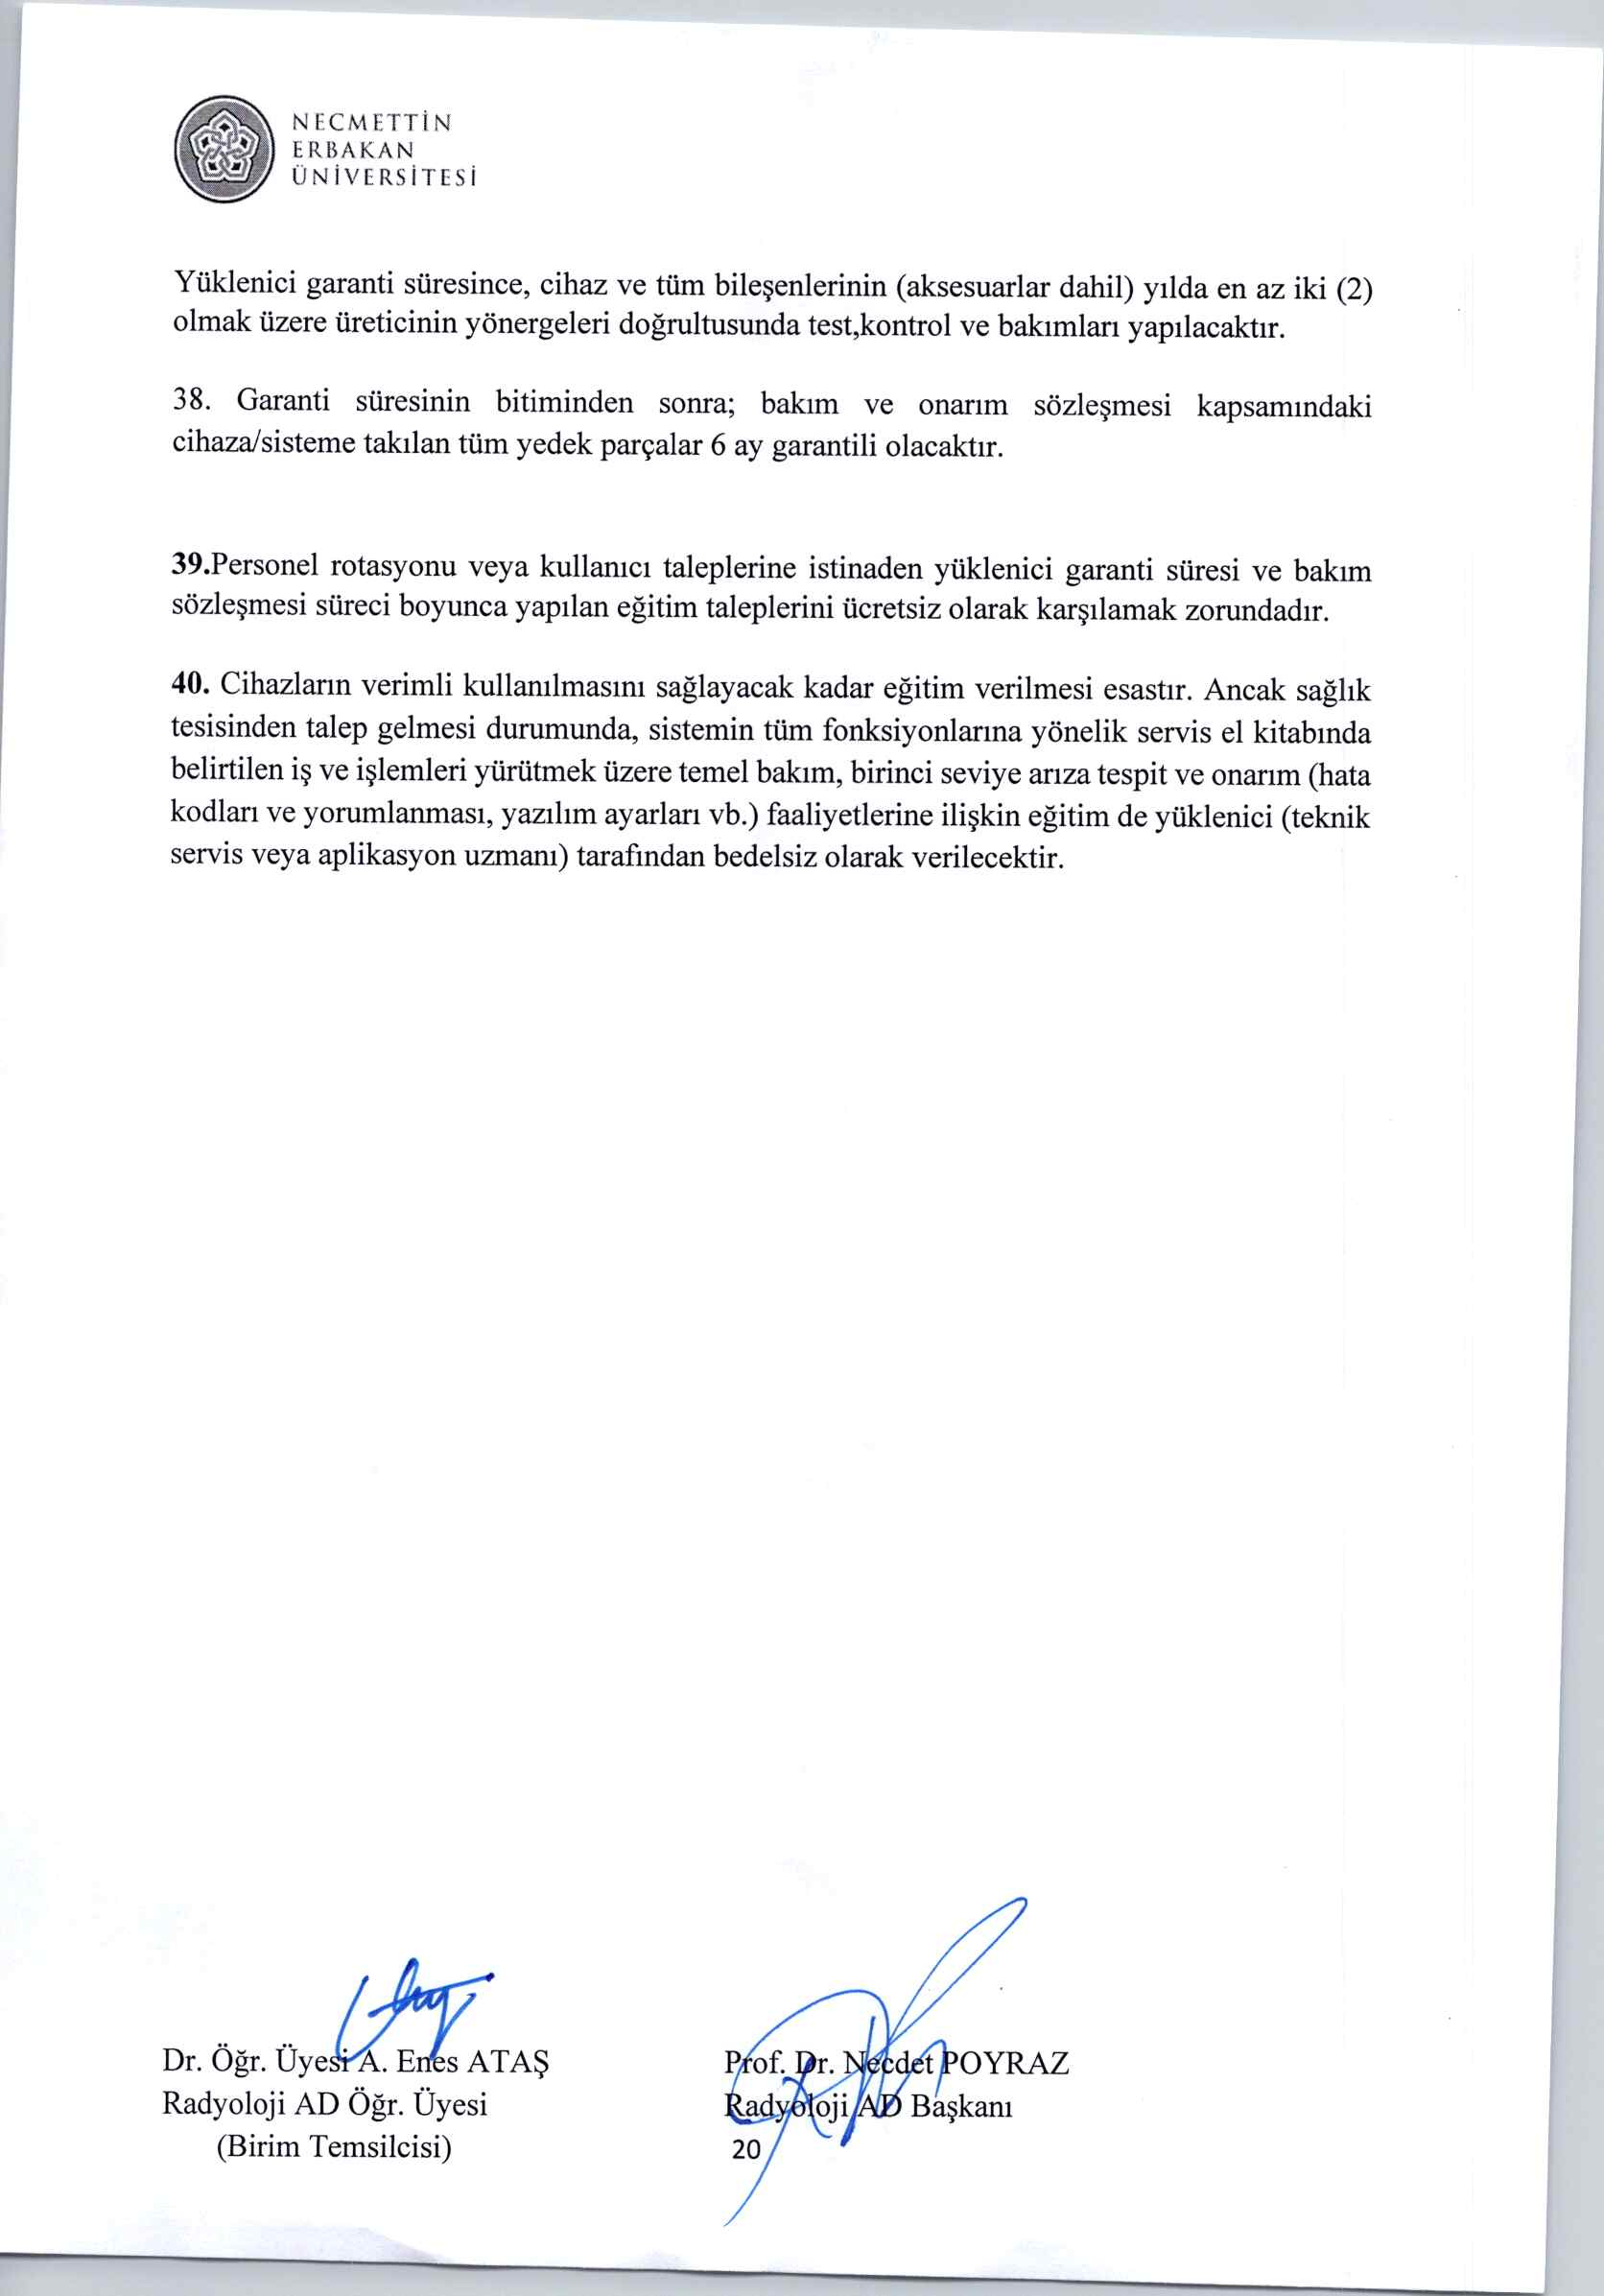 NECMETTİN
ERBAKAN
ÜNİVERSİTESİ
Yüklenici garanti süresince, cihaz ve tüm bileşenlerinin (aksesuarlar dahil) yılda en az iki (2)
olmak üzere üreticinin yönergeleri doğrultusunda test,kontrol ve bakımları yapılacaktır.
38. Garanti süresinin bitiminden sonra; bakım ve onarım sözleşmesi kapsamındaki
cihaza/sisteme takılan tüm yedek parçalar 6 ay garantili olacaktır.
39.Personel rotasyonu veya kullanıcı taleplerine istinaden yüklenici garanti süresi ve bakım
sözleşmesi süreci boyunca yapılan eğitim taleplerini ücretsiz olarak karşılamak zorundadır.
40. Cihazların verimli kullanılmasını sağlayacak kadar eğitim verilmesi esastır. Ancak sağlık
tesisinden talep gelmesi durumunda, sistemin tüm fonksiyonlarına yönelik servis el kitabında
belirtilen iş ve işlemleri yürütmek üzere temel bakım, birinci seviye arıza tespit ve onarım (hata
kodları ve yorumlanması, yazılım ayarları vb.) faaliyetlerine ilişkin eğitim de yüklenici (teknik
servis veya aplikasyon uzmanı) tarafından bedelsiz olarak verilecektir.
Dr. Öğr. Üyesi A. Enes ATAŞ
Radyoloji AD Öğr. Üyesi
(Birim Temsilcisi)
Prof. Dr. Necdet POYRAZ
Radyoloji AD Başkanı
20